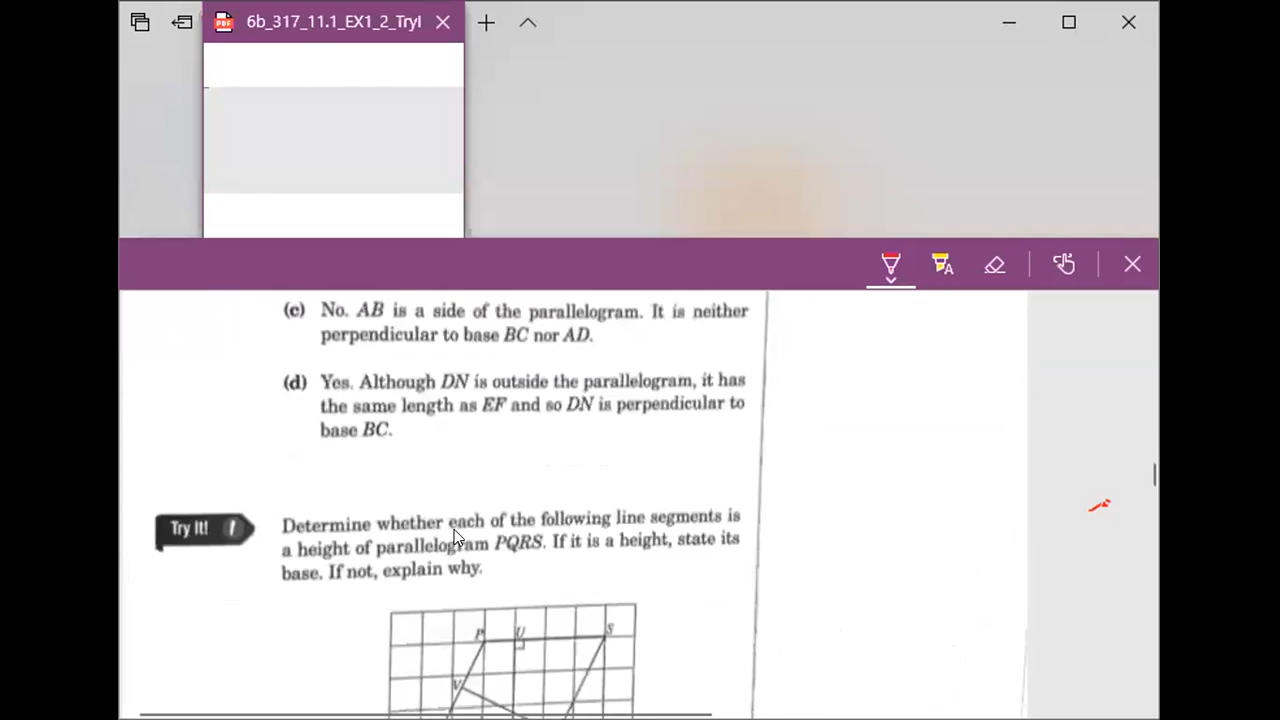 6b_317_11.1_EX1_2_TryI
(c) No. AB is a side of the parallelogram. It is neither
perpendicular to base BC nor AD.
(d) Yes. Although DN is outside the parallelogram, it has
the same length as EF and so DN is perpendicular to
base BC.
Try It! 1
Determine whether each of the following line segments is
a height of parallelogram PQRS. If it is a height, state its
base. If not, explain why.
P U S
V